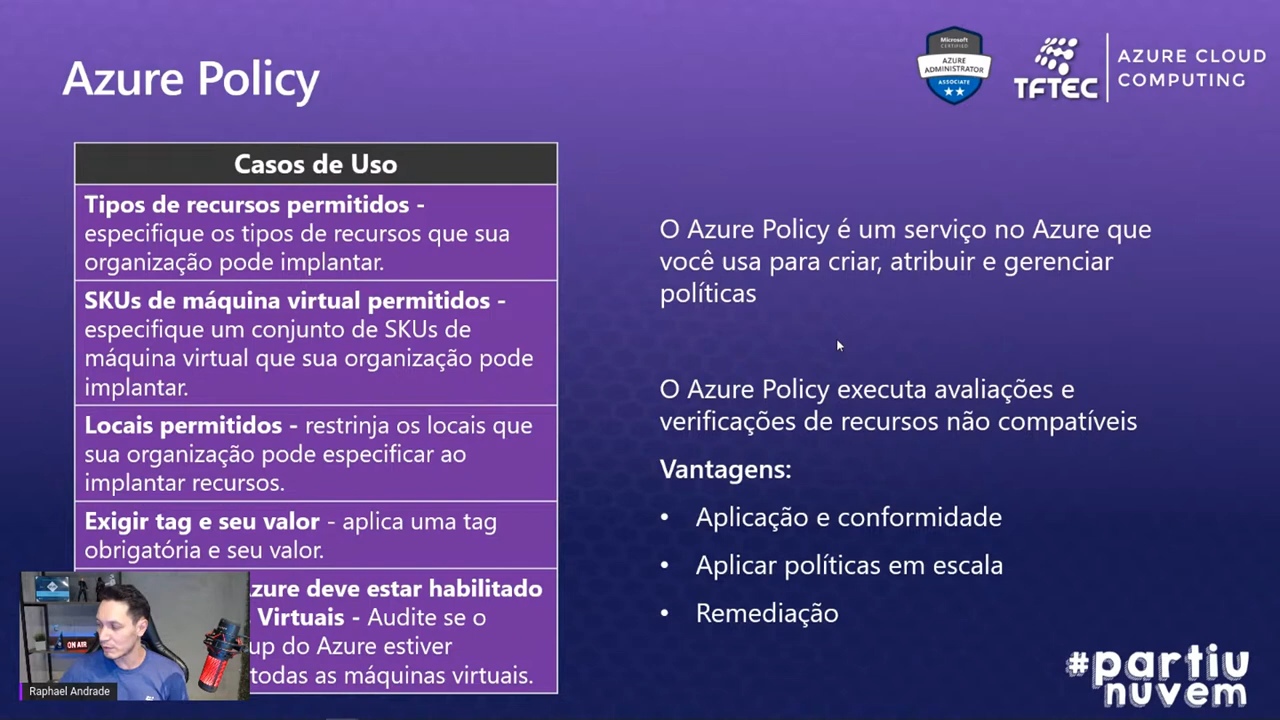 Azure Policy
Microsoft
CERTIFIED
AZURE
ADMINISTRATOR
ASSOCIATE
TFTEC
AZURE CLOUD
COMPUTING
Casos de Uso
Tipos de recursos permitidos -
especifique os tipos de recursos que sua
organização pode implantar.
SKUs de máquina virtual permitidos -
especifique um conjunto de SKUs de
máquina virtual que sua organização pode
implantar.
Locais permitidos - restrinja os locais que
sua organização pode especificar ao
implantar recursos.
Exigir tag e seu valor - aplica uma tag
obrigatória e seu valor.
zure deve estar habilitado
Virtuais - Audite se o
up do Azure estiver
todas as máquinas virtuais.
O Azure Policy é um serviço no Azure que
você usa para criar, atribuir e gerenciar
políticas
O Azure Policy executa avaliações e
verificações de recursos não compatíveis
Vantagens:
• Aplicação e conformidade
• Aplicar políticas em escala
• Remediação
ON AIR
Raphael Andrade
#partiu
nuvem